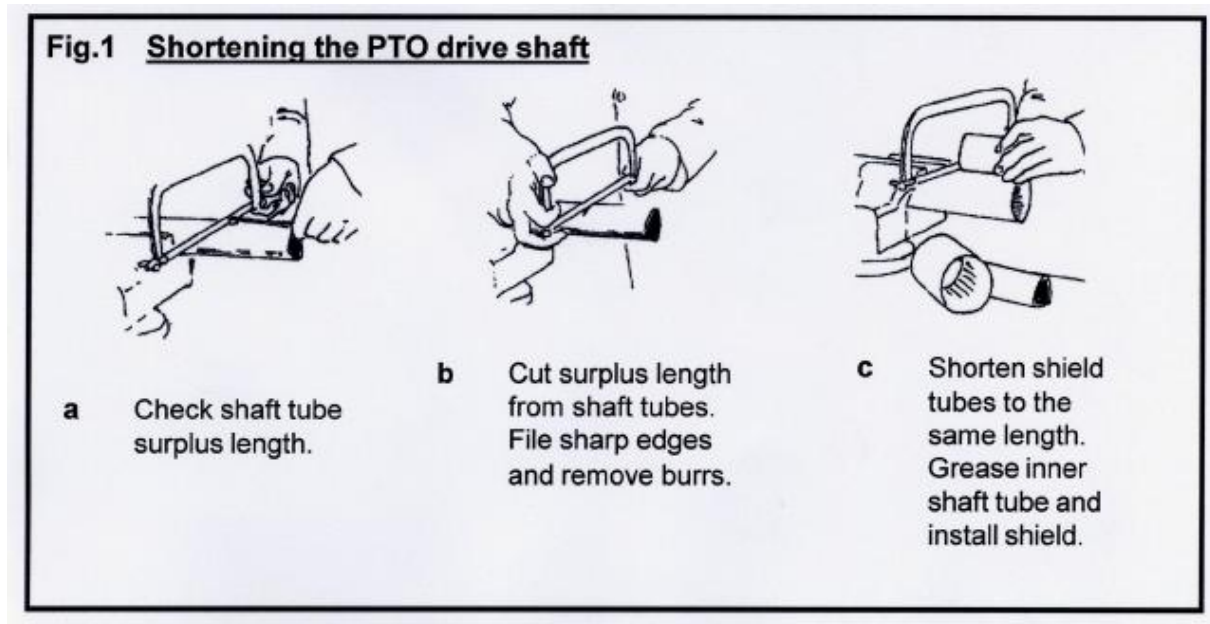 Fig.1 Shortening the PTO drive shaft
a Check shaft tube
surplus length.
b Cut surplus length
from shaft tubes.
File sharp edges
and remove burrs.
c Shorten shield
tubes to the
same length.
Grease inner
shaft tube and
install shield.